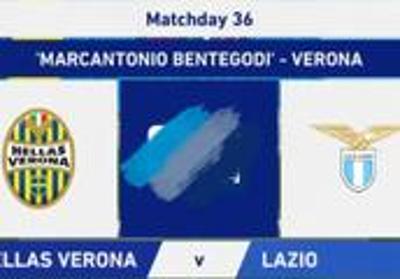 Matchday 36
'MARCANTONIO BENTEGODI' - VERONA
HELLAS
VERONA
ELLAS VERONA
v
LAZIO